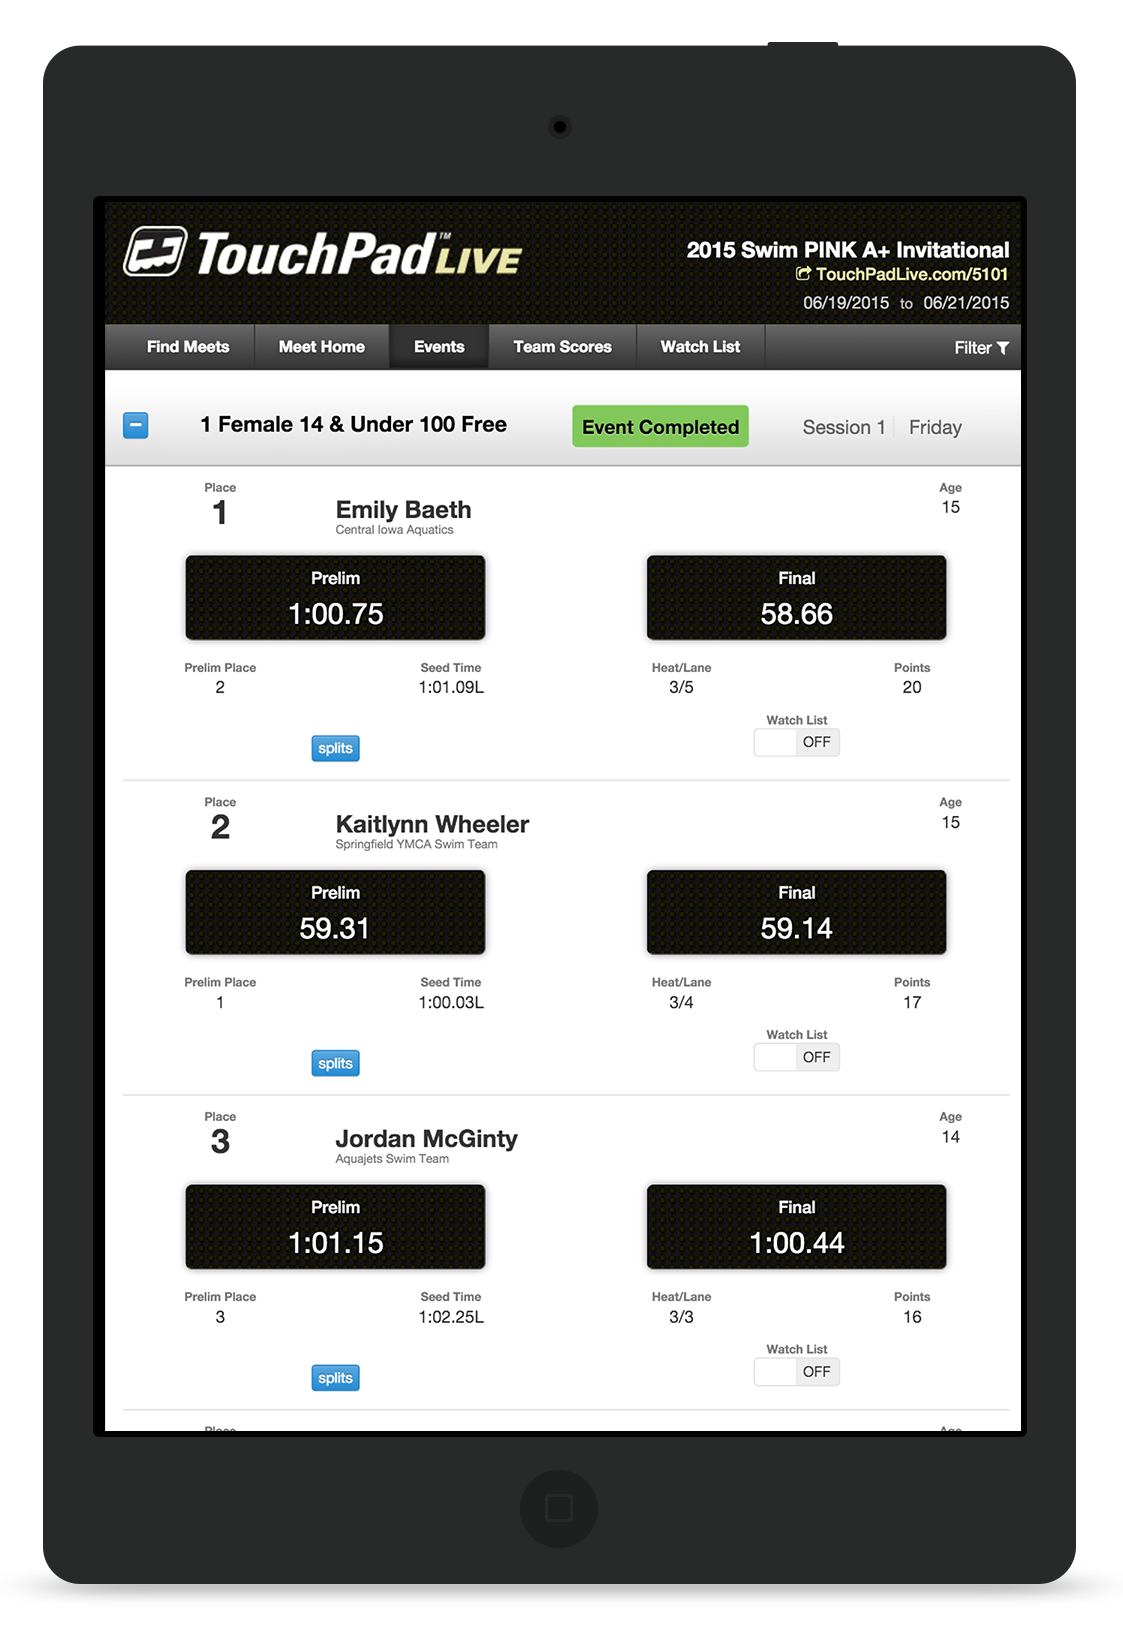 TouchPad™ LIVE
2015 Swim PINK A+ Invitational
TouchPadLive.com/5101
06/19/2015 to 06/21/2015
Find Meets Meet Home Events Team Scores Watch List Filter
1 Female 14 & Under 100 Free Event Completed Session 1 Friday
Place Age
1 Emily Baeth 15
Central Iowa Aquatics
Prelim Final
1:00.75 58.66
Prelim Place Seed Time Heat/Lane Points
2 1:01.09L 3/5 20
Watch List
splits OFF
Place Age
2 Kaitlynn Wheeler 15
Springfield YMCA Swim Team
Prelim Final
59.31 59.14
Prelim Place Seed Time Heat/Lane Points
1 1:00.03L 3/4 17
Watch List
splits OFF
Place Age
3 Jordan McGinty 14
Aquajets Swim Team
Prelim Final
1:01.15 1:00.44
Prelim Place Seed Time Heat/Lane Points
3 1:02.25L 3/3 16
Watch List
splits OFF
Place Age